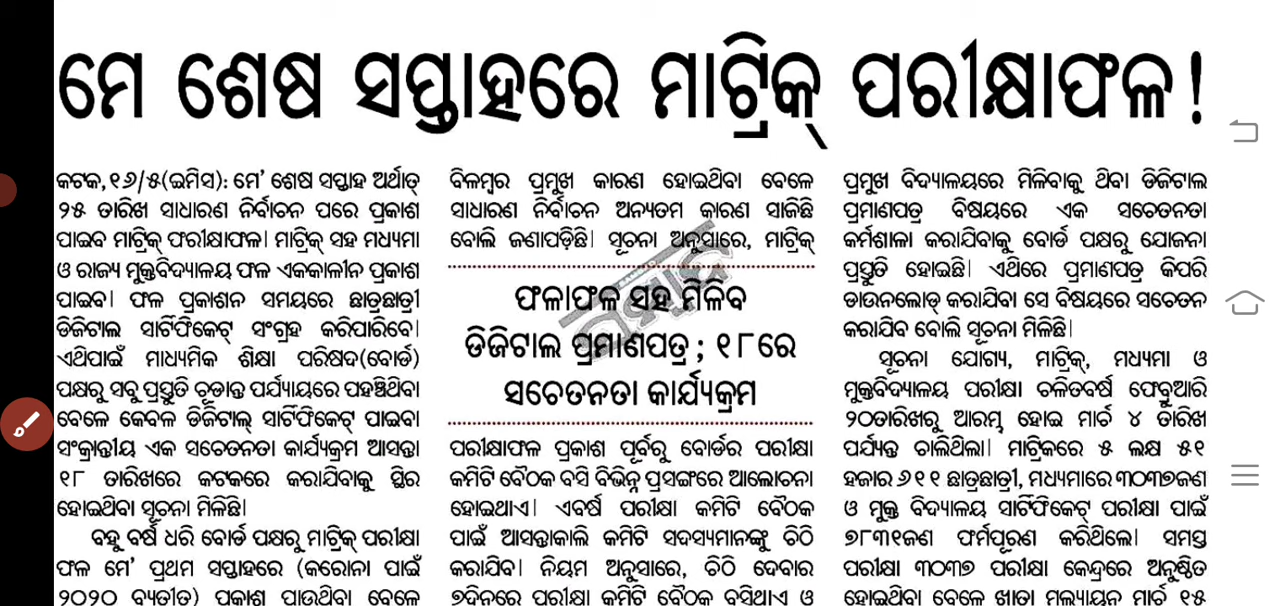 ମେ ଶେଷ ସପ୍ତାହରେ ମାଟ୍ରିକ୍ ପରୀକ୍ଷାଫଳ!
କଟକ,୧୬/୫(ଇମିସ): ମେ' ଶେଷ ସପ୍ତାହ ଅର୍ଥାତ୍
୨୫ ତାରିଖ ସାଧାରଣ ନିର୍ବାଚନ ପରେ ପ୍ରକାଶ
ପାଇବ ମାଟ୍ରିକ୍ ଫରୀକ୍ଷାଫଳ। ମାଟ୍ରିକ୍ ସହ ମଧ୍ୟମା
ଓ ରାଜ୍ୟ ମୁକ୍ତବିଦ୍ୟାଳୟ ଫଳ ଏକକାଳୀନ ପ୍ରକାଶ
ପାଇବ। ଫଳ ପ୍ରକାଶନ ସମୟରେ ଛାତ୍ରଛାତ୍ରୀ
ଡିଜିଟାଲ ସାର୍ଟିଫିକେଟ୍ ସଂଗ୍ରହ କରିପାରିବେ।
ଏଥିପାଇଁ ମାଧ୍ୟମିକ ଶିକ୍ଷା ପରିଷଦ(ବୋର୍ଡ)
ପକ୍ଷରୁ ସବୁ ପ୍ରସ୍ତୁତି ଚୂଡ଼ାନ୍ତ ପର୍ଯ୍ୟାୟରେ ପହଞ୍ଚିଥିବା
ବେଳେ କେବଳ ଡିଜିଟାଲ୍ ସାର୍ଟିଫିକେଟ୍ ପାଇବା
ସଂକ୍ରାନ୍ତୀୟ ଏକ ସଚେତନତା କାର୍ଯ୍ୟକ୍ରମ ଆସନ୍ତା
୧୮ ତାରିଖରେ କଟକରେ କରାଯିବାକୁ ସ୍ଥିର
ହୋଇଥିବା ସୂଚନା ମିଳିଛି।
ବହୁ ବର୍ଷ ଧରି ବୋର୍ଡ ପକ୍ଷରୁ ମାଟ୍ରିକ୍ ପରୀକ୍ଷା
ଫଳ ମେ' ପ୍ରଥମ ସପ୍ତାହରେ (କରୋନା ପାଇଁ
୨୦୨୦ ବ୍ୟତୀତ) ପ୍ରକାଶ ପାଉଥିବା ବେଳେ
ବିଳମ୍ବର ପ୍ରମୁଖ କାରଣ ହୋଇଥିବା ବେଳେ
ସାଧାରଣ ନିର୍ବାଚନ ଅନ୍ୟତମ କାରଣ ସାଜିଛି
ବୋଲି ଜଣାପଡ଼ିଛି। ସୂଚନା ଅନୁସାରେ, ମାଟ୍ରିକ୍
ଫଳାଫଳ ସହ ମିଳିବ
ଡିଜିଟାଲ ପ୍ରମାଣପତ୍ର; ୧୮ରେ
ସଚେତନତା କାର୍ଯ୍ୟକ୍ରମ
ପରୀକ୍ଷାଫଳ ପ୍ରକାଶ ପୂର୍ବରୁ ବୋର୍ଡର ପରୀକ୍ଷା
କମିଟି ବୈଠକ ବସି ବିଭିନ୍ନ ପ୍ରସଙ୍ଗରେ ଆଲୋଚନା
ହୋଇଥାଏ। ଏବର୍ଷ ପରୀକ୍ଷା କମିଟି ବୈଠକ
ପାଇଁ ଆସନ୍ତାକାଲି କମିଟି ସଦସ୍ୟମାନଙ୍କୁ ଚିଠି
କରାଯିବ। ନିୟମ ଅନୁସାରେ, ଚିଠି ଦେବାର
୭ଦିନରେ ପରୀକ୍ଷା କମିଟି ବୈଠକ ବସିଥାଏ ଓ
ପ୍ରମୁଖ ବିଦ୍ୟାଳୟରେ ମିଳିବାକୁ ଥିବା ଡିଜିଟାଲ
ପ୍ରମାଣପତ୍ର ବିଷୟରେ ଏକ ସଚେତନତା
କର୍ମଶାଳା କରାଯିବାକୁ ବୋର୍ଡ ପକ୍ଷରୁ ଯୋଜନା
ପ୍ରସ୍ତୁତି ହୋଇଛି। ଏଥିରେ ପ୍ରମାଣପତ୍ର କିପରି
ଡାଉନଲୋଡ୍ କରାଯିବା ସେ ବିଷୟରେ ସଚେତନ
କରାଯିବ ବୋଲି ସୂଚନା ମିଳିଛି।
ସୂଚନା ଯୋଗ୍ୟ, ମାଟ୍ରିକ୍, ମଧ୍ୟମା ଓ
ମୁକ୍ତବିଦ୍ୟାଳୟ ପରୀକ୍ଷା ଚଳିତବର୍ଷ ଫେବୃଆରି
୨୦ତାରିଖରୁ ଆରମ୍ଭ ହୋଇ ମାର୍ଚ ୪ ତାରିଖ
ପର୍ଯ୍ୟନ୍ତ ଚାଲିଥିଲା। ମାଟ୍ରିକରେ ୫ ଲକ୍ଷ ୫୧
ହଜାର ୬୧୧ ଛାତ୍ରଛାତ୍ରୀ, ମଧ୍ୟମାରେ ୩୦୩୭ଜଣ
ଓ ମୁକ୍ତ ବିଦ୍ୟାଳୟ ସାର୍ଟିଫିକେଟ୍ ପରୀକ୍ଷା ପାଇଁ
୭୮୩୧ଜଣ ଫର୍ମପୂରଣ କରିଥିଲେ। ସମସ୍ତ
ପରୀକ୍ଷା ୩୦୩୭ ପରୀକ୍ଷା କେନ୍ଦ୍ରରେ ଅନୁଷ୍ଠିତ
ହୋଇଥିବା ବେଳେ ଖାତା ମୂଲ୍ୟାୟନ ମାର୍ଚ ୧୫